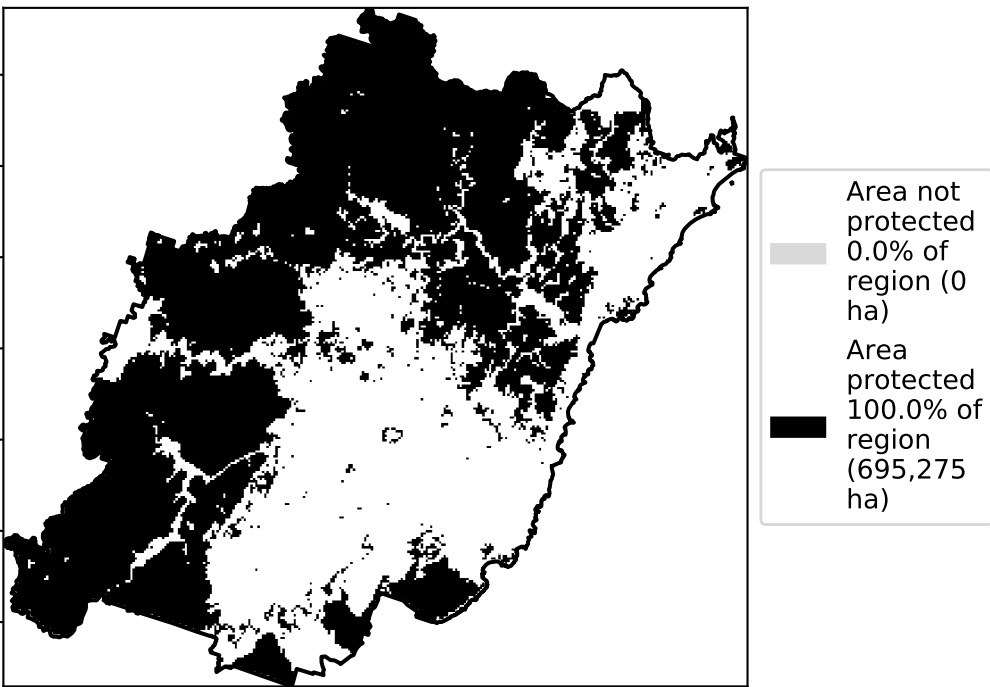 Area not
protected
0.0% of
region (0
ha)
Area
protected
100.0% of
region
(695,275
ha)